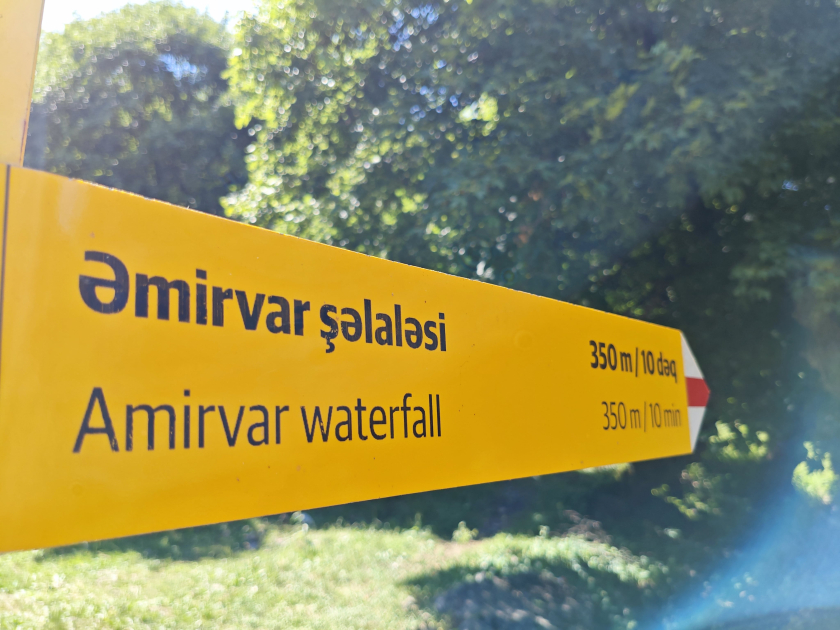 Əmirvar şəlaləsi
350 m / 10 dəq
Amirvar waterfall
350 m / 10 min